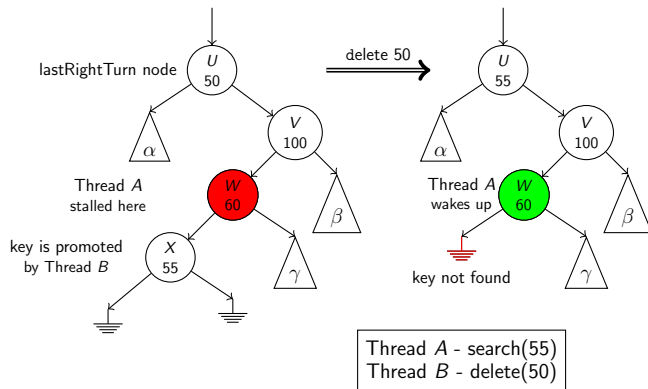 lastRightTurn node
U
50
α
V
100
Thread A
stalled here
W
60
β
key is promoted
by Thread B
X
55
γ
delete 50
U
55
α
V
100
Thread A
wakes up
W
60
β
key not found
γ
Thread A - search(55)
Thread B - delete(50)